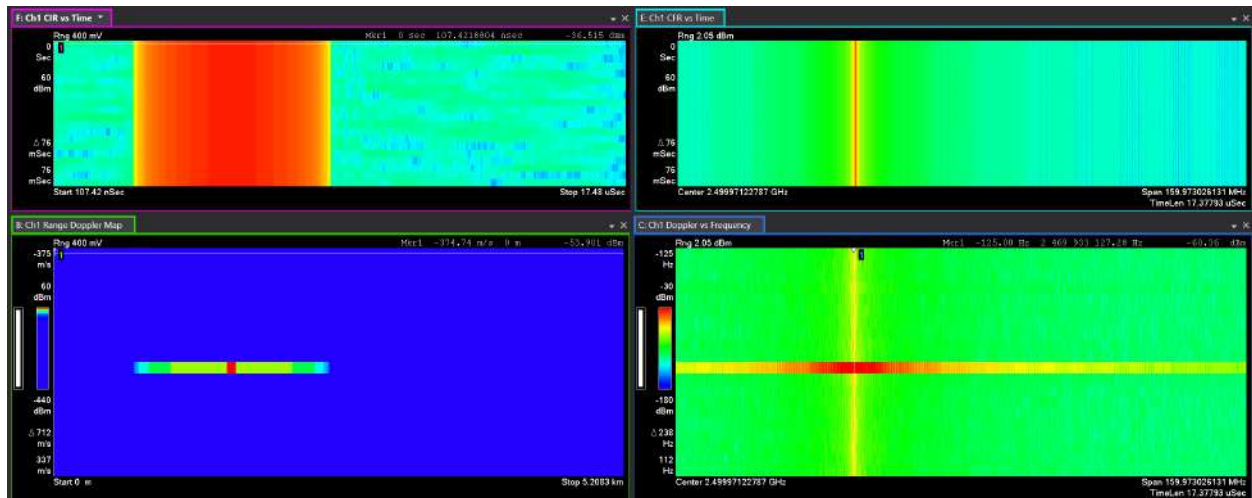 F: Ch1 CIR vs Time
Rng 400 mV
Mkr1 0 sec 107.4218804 nsec -36.515 dBm
1
0
Sec
60
dBm
Δ 76
mSec
76
mSec
Start 107.42 nSec
Stop 17.48 uSec
E: Ch1 CFR vs Time
Rng 2.05 dBm
0
Sec
60
dBm
Δ 76
mSec
76
mSec
Center 2.49997122787 GHz
Span 159.973026131 MHz
TimeLen 17.37793 uSec
B: Ch1 Range Doppler Map
Rng 400 mV
Mkr1 -374.74 m/s 0 m -53.901 dBm
1
-375
m/s
60
dBm
-440
dBm
Δ 712
m/s
337
m/s
Start 0 m
Stop 5.2083 km
C: Ch1 Doppler vs Frequency
Rng 2.05 dBm
Mkr1 -125.00 Hz 2 469 933 127.28 Hz -60.96 dBm
1
-125
Hz
-30
dBm
-180
dBm
Δ 238
Hz
112
Hz
Center 2.49997122787 GHz
Span 159.973026131 MHz
TimeLen 17.37793 uSec